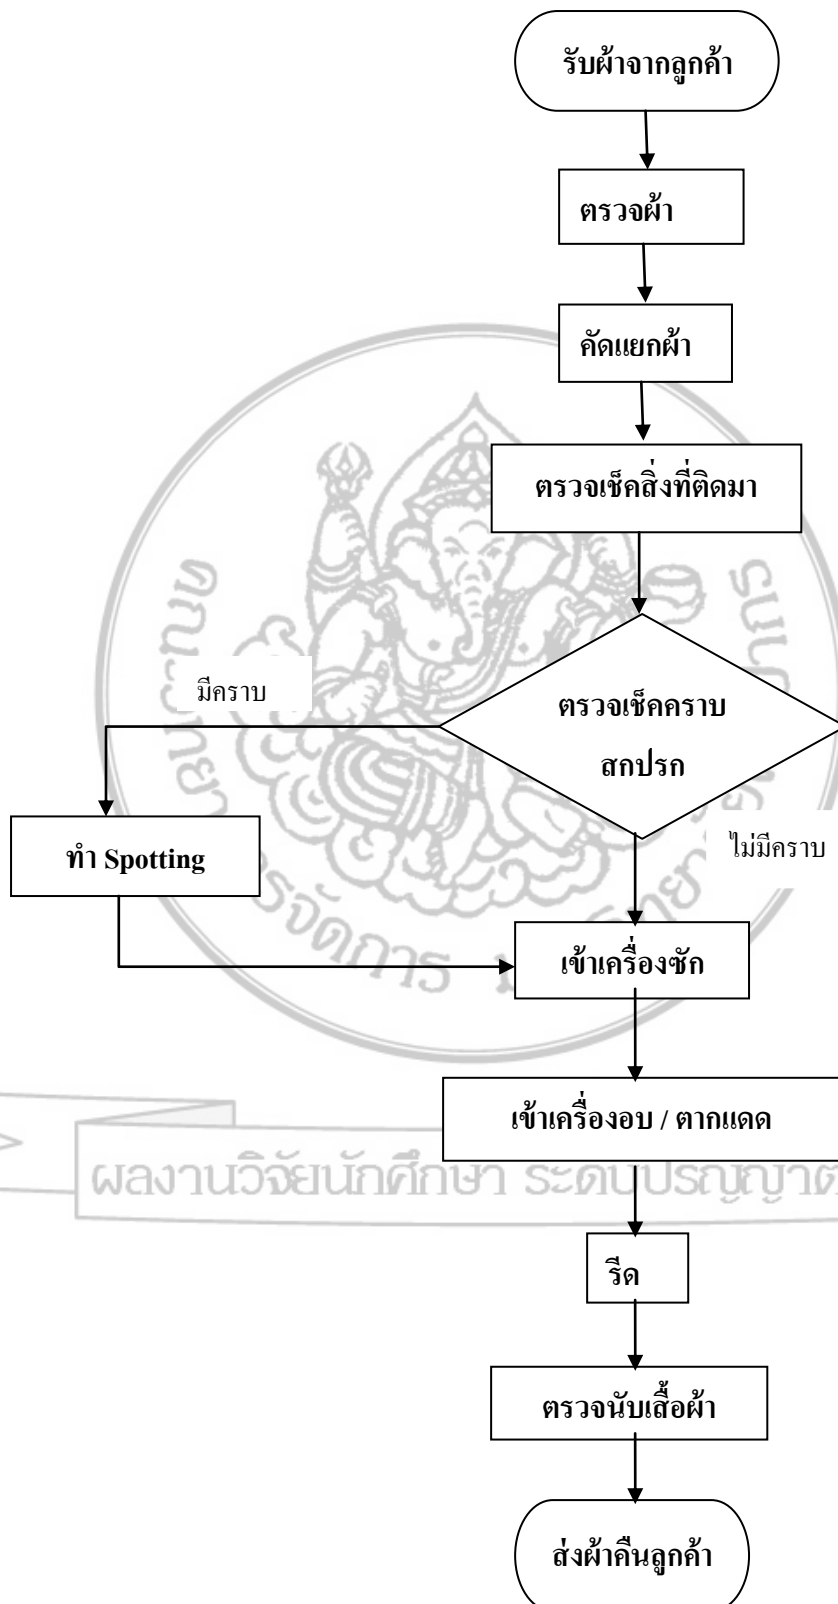 รับผ้าจากลูกค้า
ตรวจผ้า
คัดแยกผ้า
ตรวจเช็คสิ่งที่ติดมา
มีคราบ
ตรวจเช็คคราบ
สกปรก
ทำ Spotting
ไม่มีคราบ
เข้าเครื่องซัก
เข้าเครื่องอบ / ตากแดด
ผลงานวิจัยนักศึกษา ระดับปริญญาต
รีด
ตรวจนับเสื้อผ้า
ส่งผ้าคืนลูกค้า